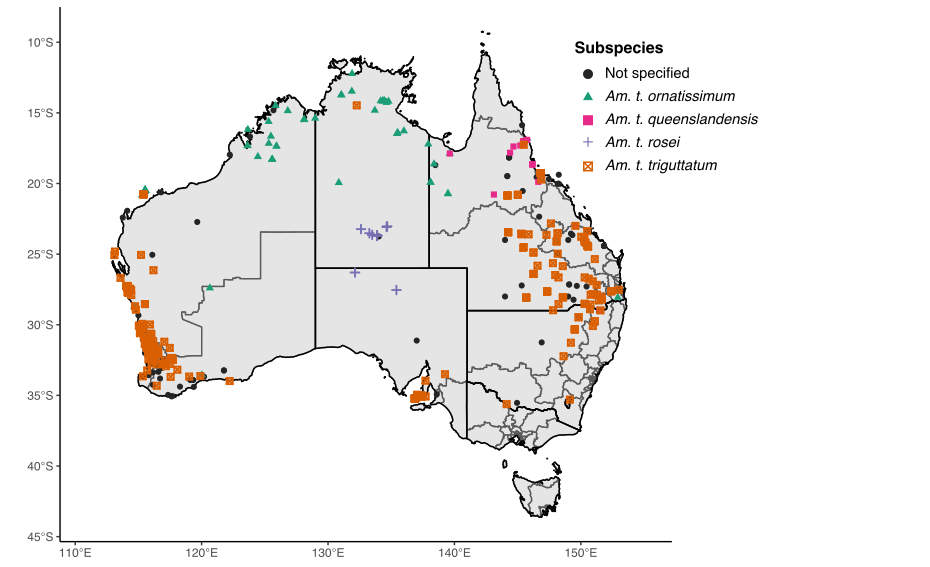 Subspecies
Not specified
Am. t. ornatissimum
Am. t. queenslandensis
Am. t. rosei
Am. t. triguttatum
10°S
15°S
20°S
25°S
30°S
35°S
40°S
45°S
110°E
120°E
130°E
140°E
150°E